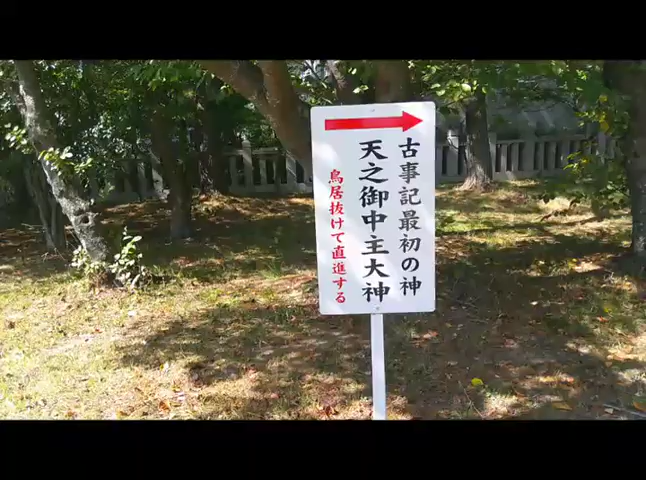 古事記最初の神
天之御中主大神
鳥居抜けて直進する